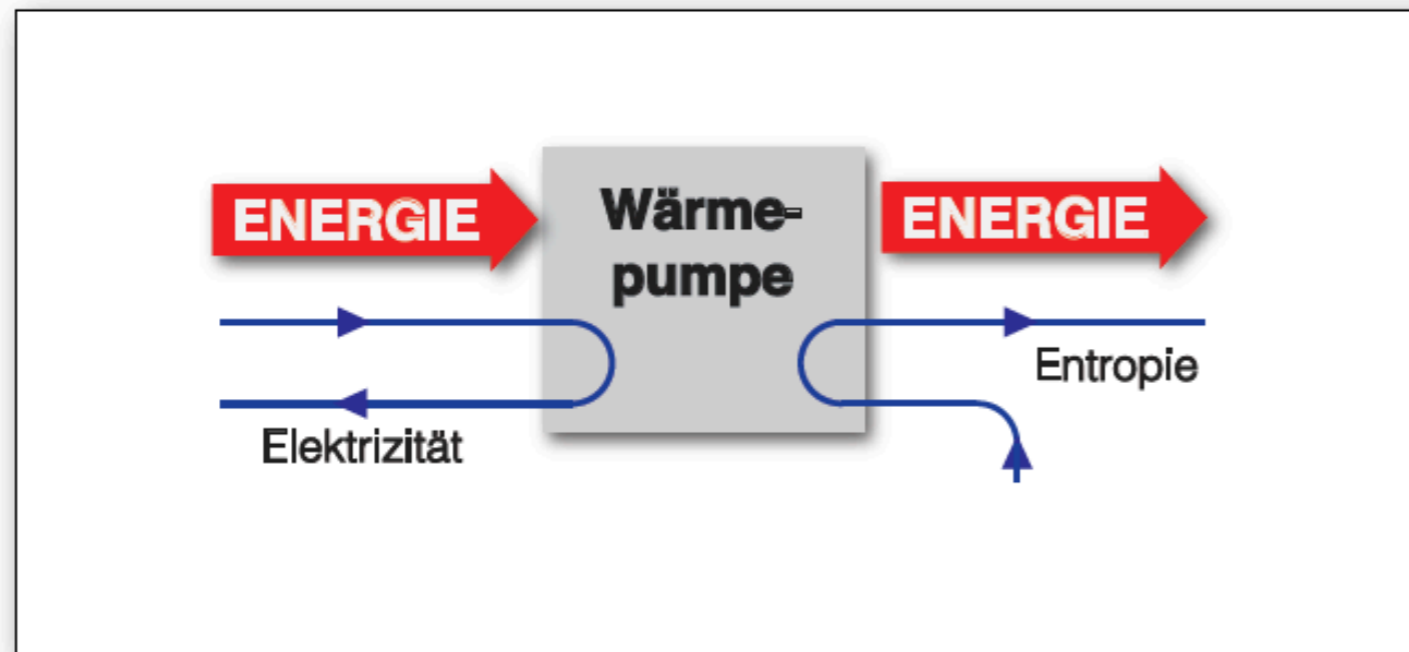 ENERGIE
Wärme-
pumpe
ENERGIE
Entropie
Elektrizität